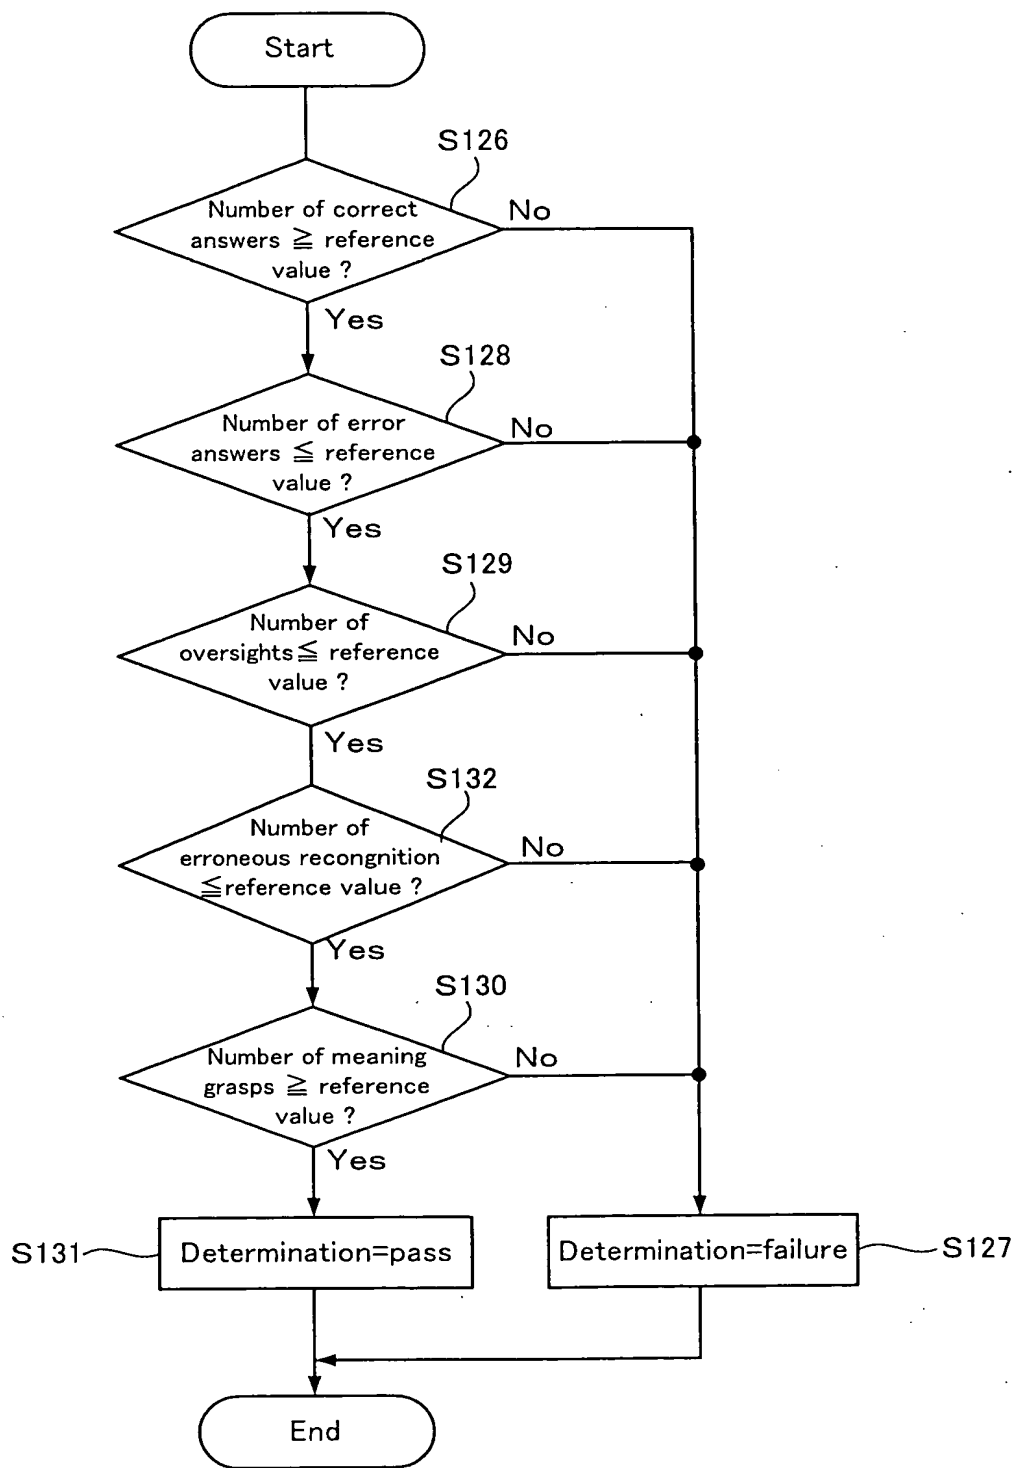 Start
S126
Number of correct
answers ≧ reference
value ?
No
Yes
S128
Number of error
answers ≦ reference
value ?
No
Yes
S129
Number of
oversights≦ reference
value ?
No
Yes
S132
Number of
erroneous recongnition
≦reference value ?
No
Yes
S130
Number of meaning
grasps ≧ reference
value ?
No
Yes
S131
Determination=pass
Determination=failure
S127
End